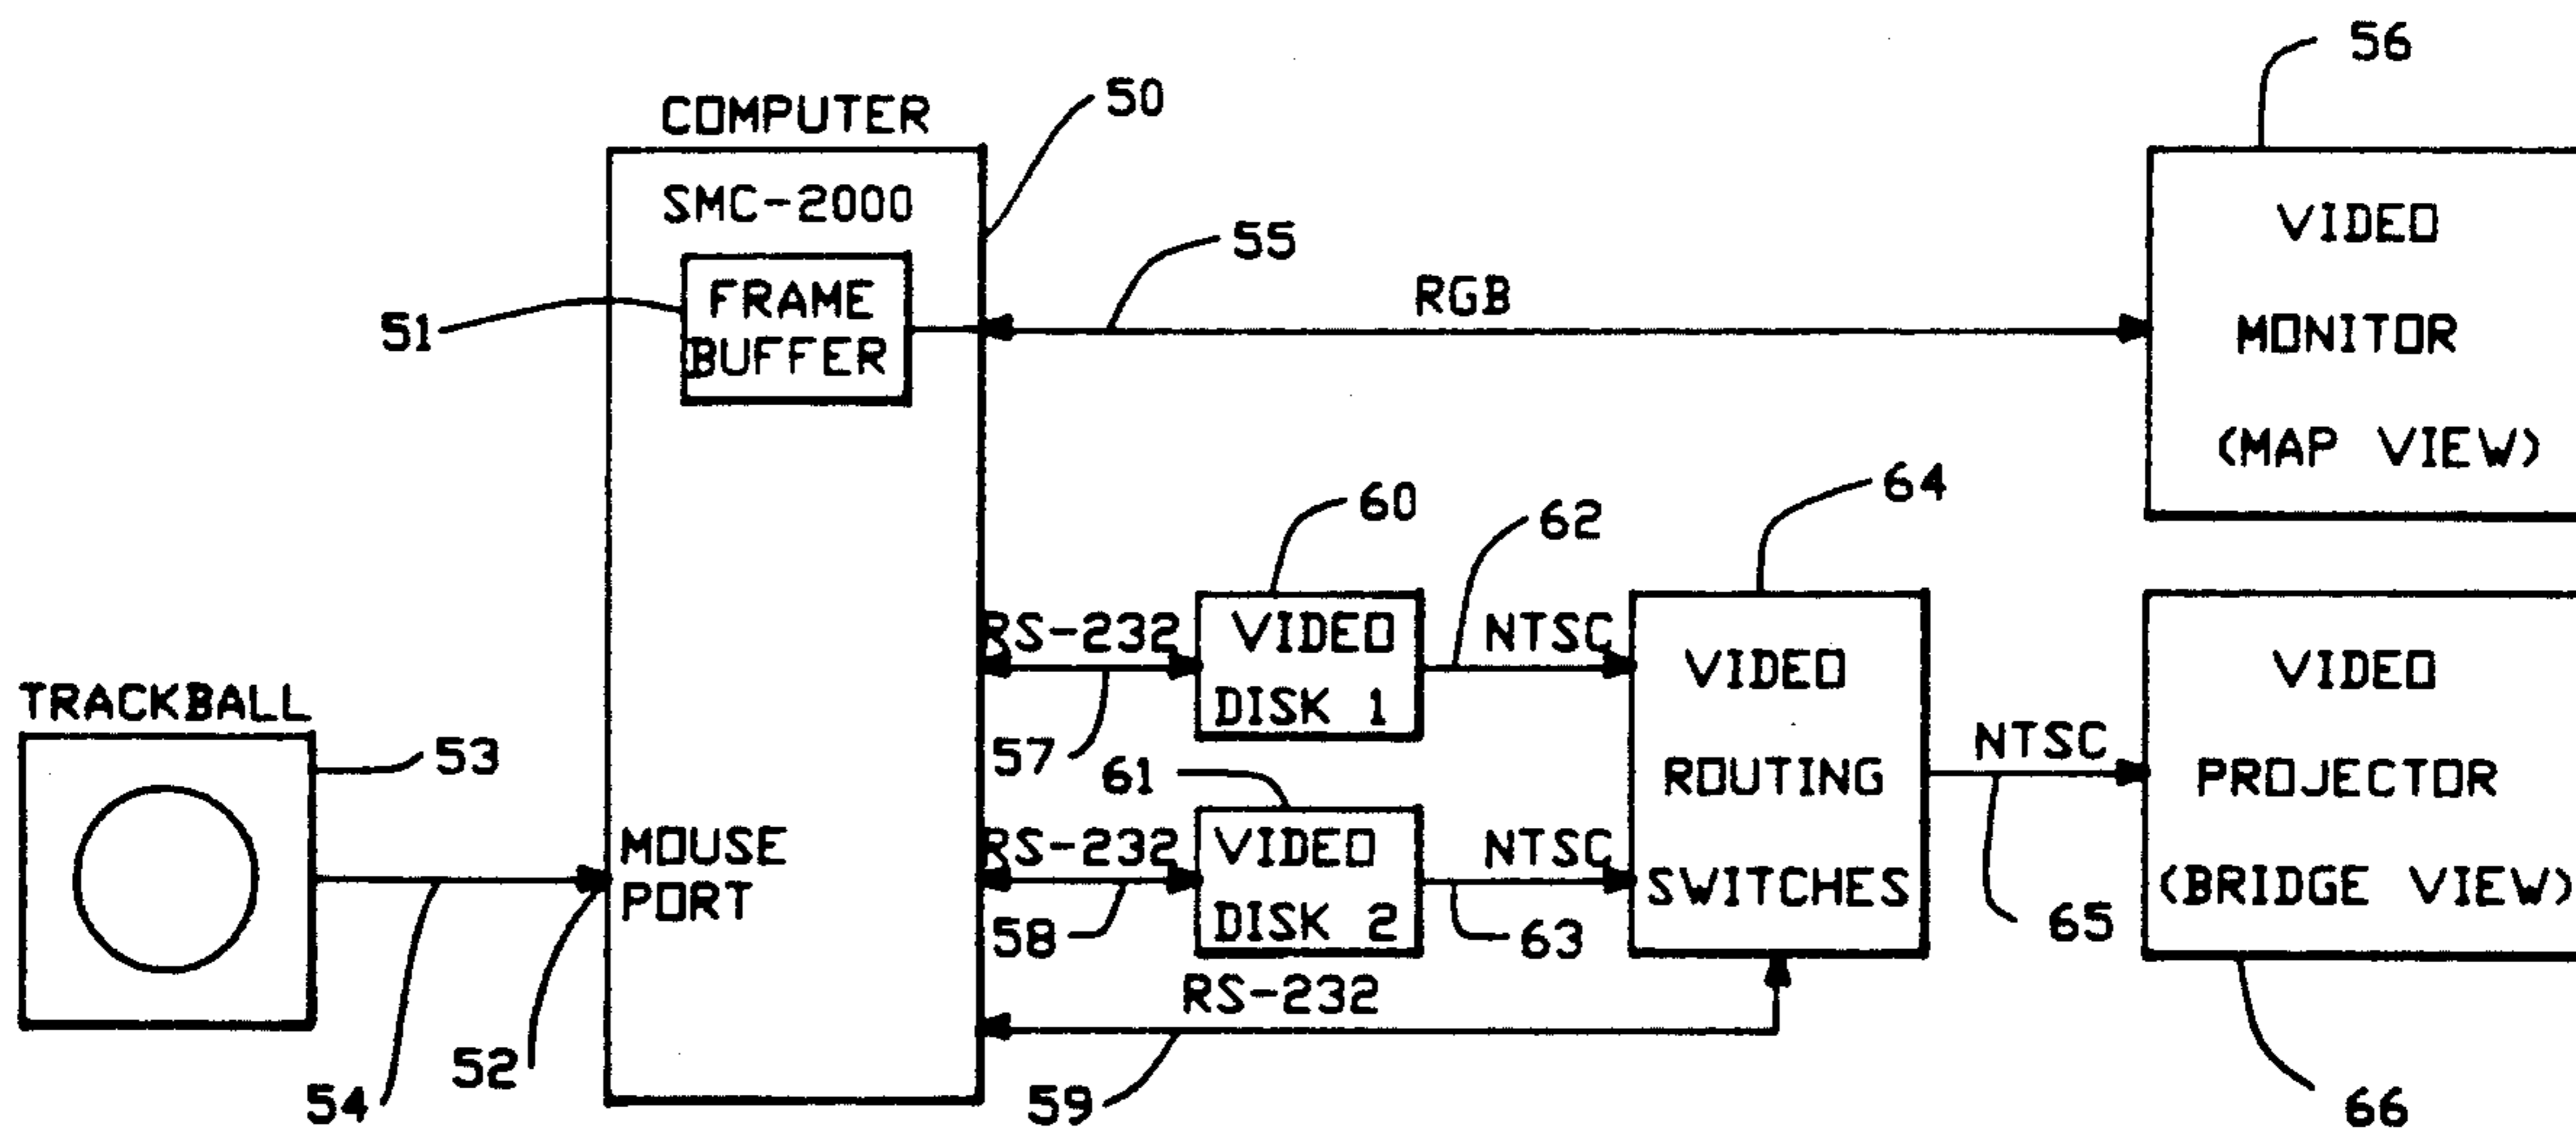 56
COMPUTER
50
SMC-2000
FRAME
BUFFER
51
55
RGB
VIDEO
MONITOR
(MAP VIEW)
60
62
64
RS-232
VIDEO
DISK 1
NTSC
57
VIDEO
ROUTING
SWITCHES
NTSC
VIDEO
PROJECTOR
(BRIDGE VIEW)
TRACKBALL
53
61
MOUSE
PORT
RS-232
VIDEO
DISK 2
NTSC
58
63
65
RS-232
52
54
59
66